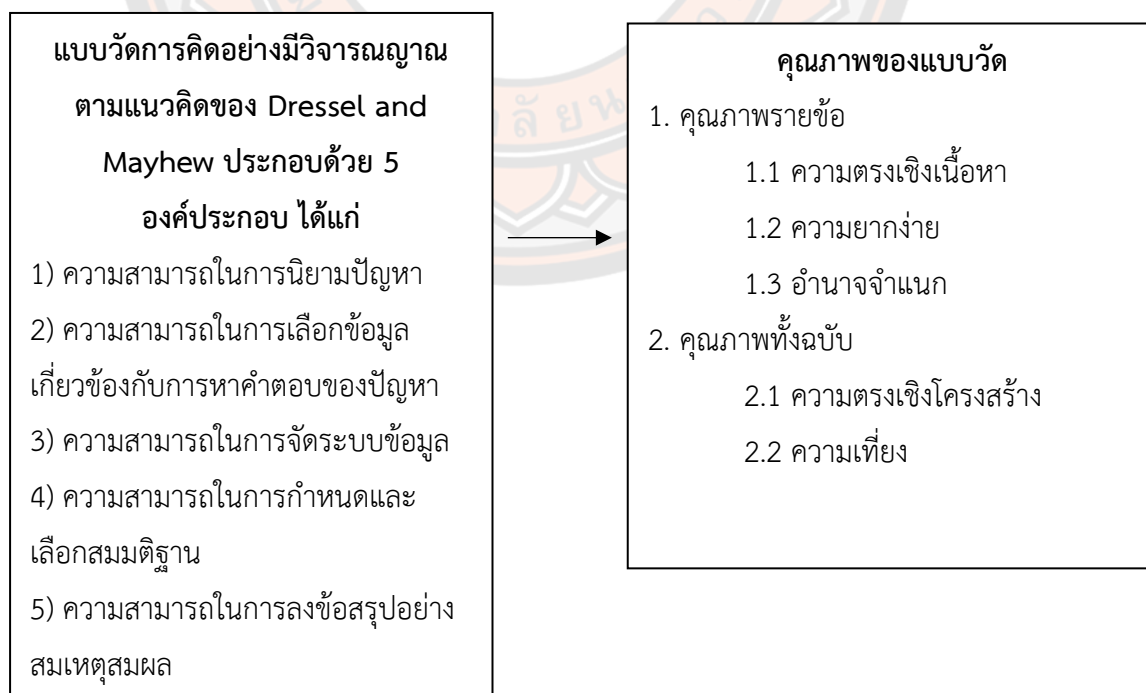 แบบวัดการคิดอย่างมีวิจารณญาณ
ตามแนวคิดของ Dressel and
Mayhew ประกอบด้วย 5
องค์ประกอบ ได้แก่
1) ความสามารถในการนิยามปัญหา
2) ความสามารถในการเลือกข้อมูล
เกี่ยวข้องกับการหาคำตอบของปัญหา
3) ความสามารถในการจัดระบบข้อมูล
4) ความสามารถในการกำหนดและ
เลือกสมมติฐาน
5) ความสามารถในการลงข้อสรุปอย่าง
สมเหตุสมผล
คุณภาพของแบบวัด
1. คุณภาพรายข้อ
1.1 ความตรงเชิงเนื้อหา
1.2 ความยากง่าย
1.3 อำนาจจำแนก
2. คุณภาพทั้งฉบับ
2.1 ความตรงเชิงโครงสร้าง
2.2 ความเที่ยง